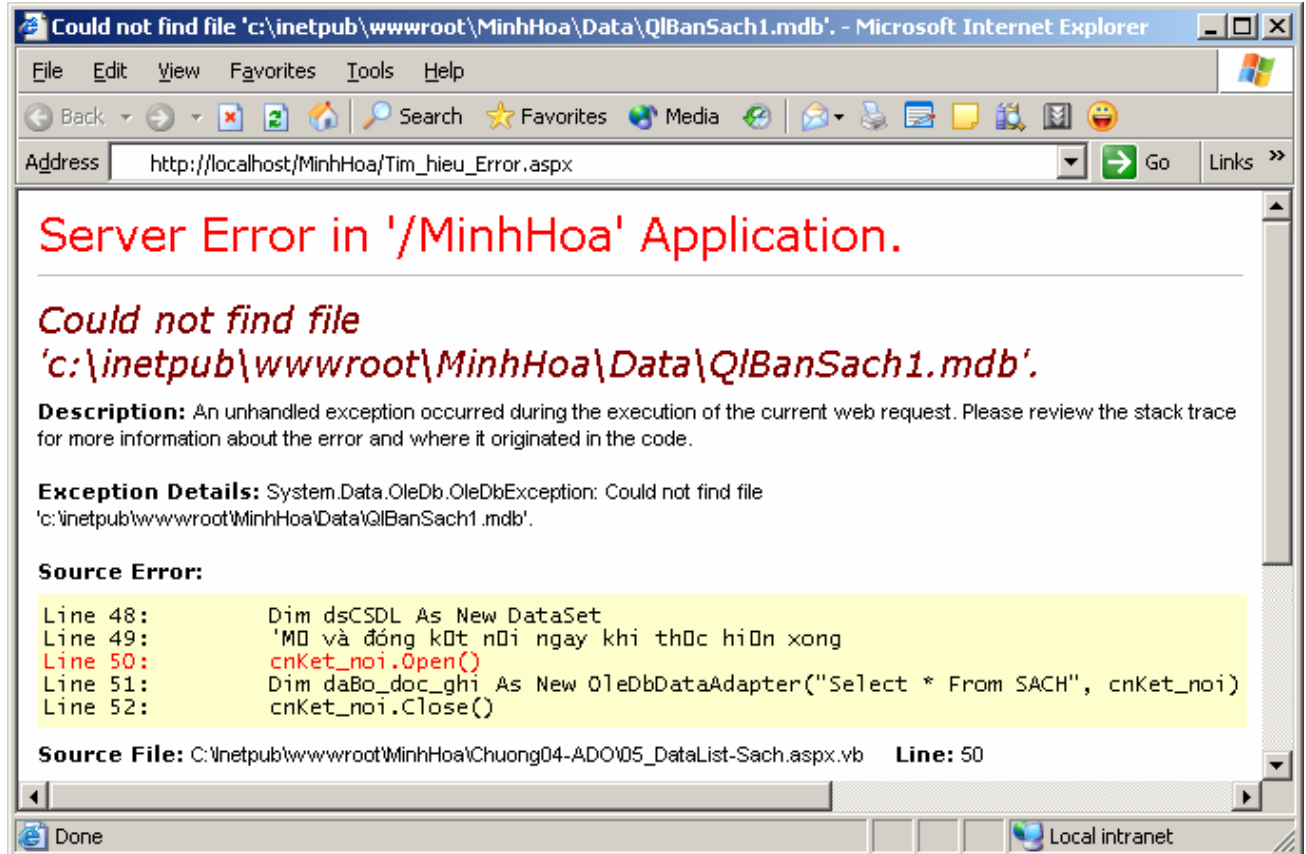 Could not find file 'c:\inetpub\wwwroot\MinhHoa\Data\QlBanSach1.mdb'. - Microsoft Internet Explorer
File Edit View Favorites Tools Help
Back Search Favorites Media
Address http://localhost/MinhHoa/Tim_hieu_Error.aspx Go Links »
Server Error in '/MinhHoa' Application.
Could not find file
'c:\inetpub\wwwroot\MinhHoa\Data\QlBanSach1.mdb'.
Description: An unhandled exception occurred during the execution of the current web request. Please review the stack trace
for more information about the error and where it originated in the code.
Exception Details: System.Data.OleDb.OleDbException: Could not find file
'c:\inetpub\wwwroot\MinhHoa\Data\QlBanSach1.mdb'.
Source Error:
Line 48: Dim dsCSDL As New DataSet
Line 49: 'M□ và đóng k□t n□i ngay khi th□c hi□n xong
Line 50: cnKet_noi.Open()
Line 51: Dim daBo_doc_ghi As New OleDbDataAdapter("Select * From SACH", cnKet_noi)
Line 52: cnKet_noi.Close()
Source File: C:\Inetpub\wwwroot\MinhHoa\Chuong04-ADO\05_DataList-Sach.aspx.vb Line: 50
Done Local intranet